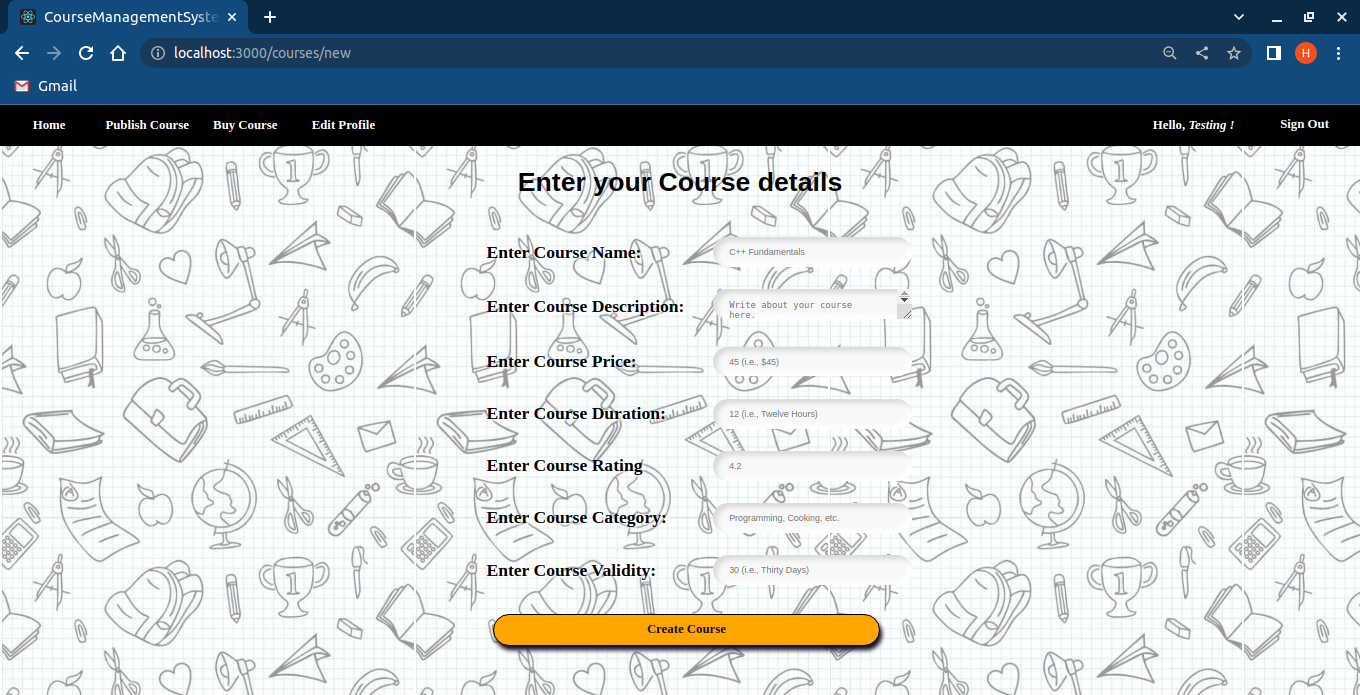 CourseManagementSyste
localhost:3000/courses/new
H
Gmail
Home Publish Course Buy Course Edit Profile Hello, Testing ! Sign Out
Enter your Course details
Enter Course Name: C++ Fundamentals
Enter Course Description: Write about your course
here.
Enter Course Price: 45 (i.e., $45)
Enter Course Duration: 12 (i.e., Twelve Hours)
Enter Course Rating 4.2
Enter Course Category: Programming, Cooking, etc.
Enter Course Validity: 30 (i.e., Thirty Days)
Create Course